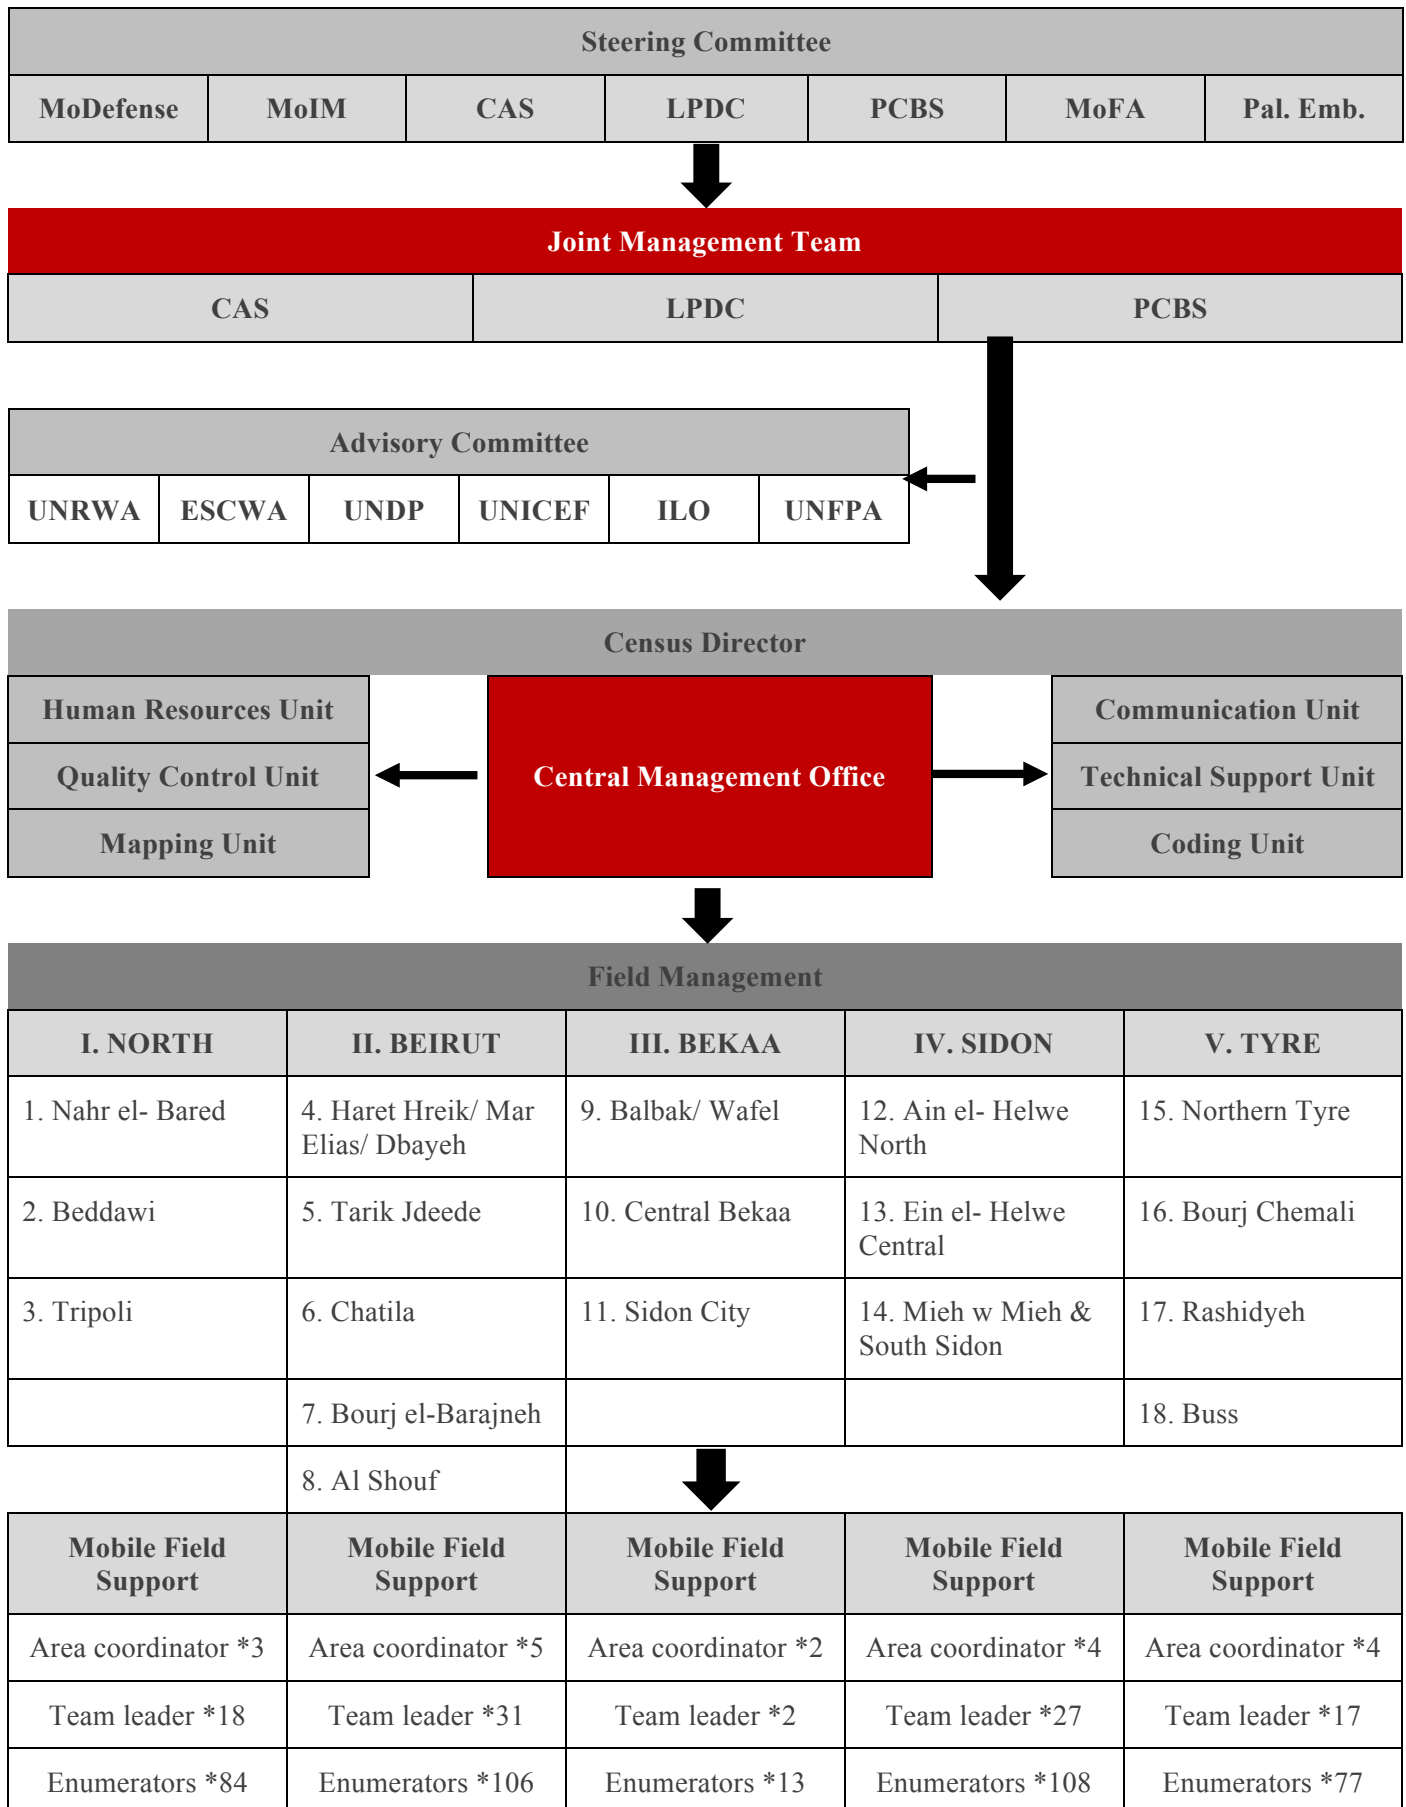 Steering Committee
MoDefense MoIM CAS LPDC PCBS MoFA Pal. Emb.
Joint Management Team
CAS LPDC PCBS
Advisory Committee
UNRWA ESCWA UNDP UNICEF ILO UNFPA
Census Director
Human Resources Unit
Quality Control Unit
Mapping Unit
Central Management Office
Communication Unit
Technical Support Unit
Coding Unit
Field Management
I. NORTH II. BEIRUT III. BEKAA IV. SIDON V. TYRE
1. Nahr el- Bared
4. Haret Hreik/ Mar
Elias/ Dbayeh
9. Balbak/ Wafel
12. Ain el- Helwe
North
15. Northern Tyre
2. Beddawi
5. Tarik Jdeede
10. Central Bekaa
13. Ein el- Helwe
Central
16. Bourj Chemali
3. Tripoli
6. Chatila
11. Sidon City
14. Mieh w Mieh &
South Sidon
17. Rashidyeh
7. Bourj el-Barajneh
18. Buss
8. Al Shouf
Mobile Field
Support
Mobile Field
Support
Mobile Field
Support
Mobile Field
Support
Mobile Field
Support
Area coordinator *3 Area coordinator *5 Area coordinator *2 Area coordinator *4 Area coordinator *4
Team leader *18 Team leader *31 Team leader *2 Team leader *27 Team leader *17
Enumerators *84 Enumerators *106 Enumerators *13 Enumerators *108 Enumerators *77